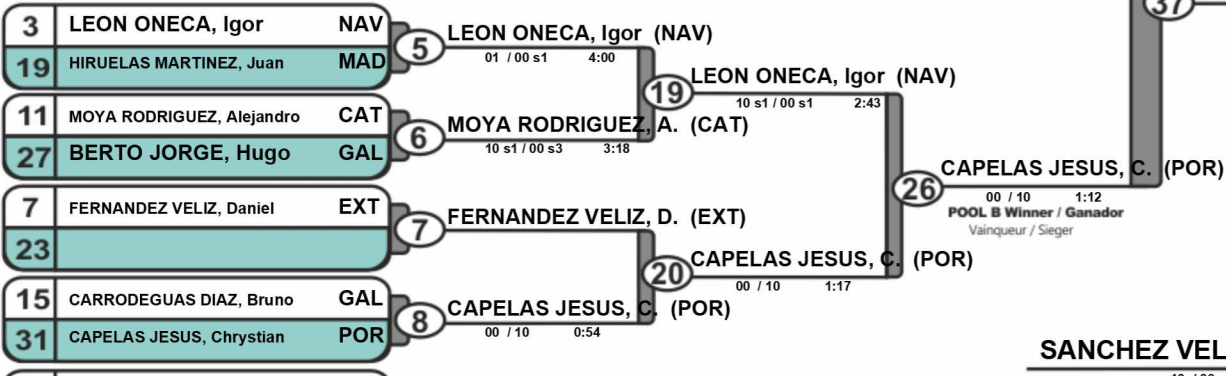 3 LEON ONECA, Igor NAV
19 HIRUELAS MARTINEZ, Juan MAD
5
LEON ONECA, Igor (NAV)
01 / 00 s1 4:00
11 MOYA RODRIGUEZ, Alejandro CAT
27 BERTO JORGE, Hugo GAL
6
MOYA RODRIGUEZ, A. (CAT)
10 s1 / 00 s3 3:18
7 FERNANDEZ VELIZ, Daniel EXT
23
7
FERNANDEZ VELIZ, D. (EXT)
15 CARRODEGUAS DIAZ, Bruno GAL
31 CAPELAS JESUS, Chrystian POR
8
CAPELAS JESUS, C. (POR)
00 / 10 0:54
19
LEON ONECA, Igor (NAV)
10 s1 / 00 s1 2:43
20
CAPELAS JESUS, C. (POR)
00 / 10 1:17
26
CAPELAS JESUS, C. (POR)
00 / 10 1:12
POOL B Winner / Ganador
Vainqueur / Sieger
37
SANCHEZ VEL